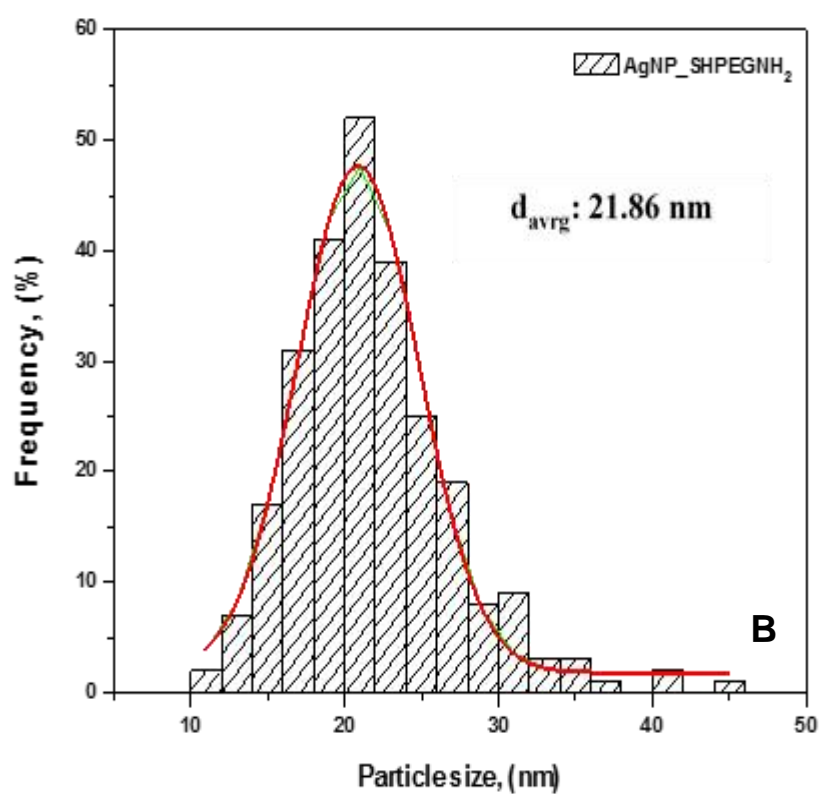 60
50
40
30
20
10
0
Frequency, (%)
AgNP_SHPEGNH₂
d_avrg: 21.86 nm
B
10 20 30 40 50
Particle size, (nm)